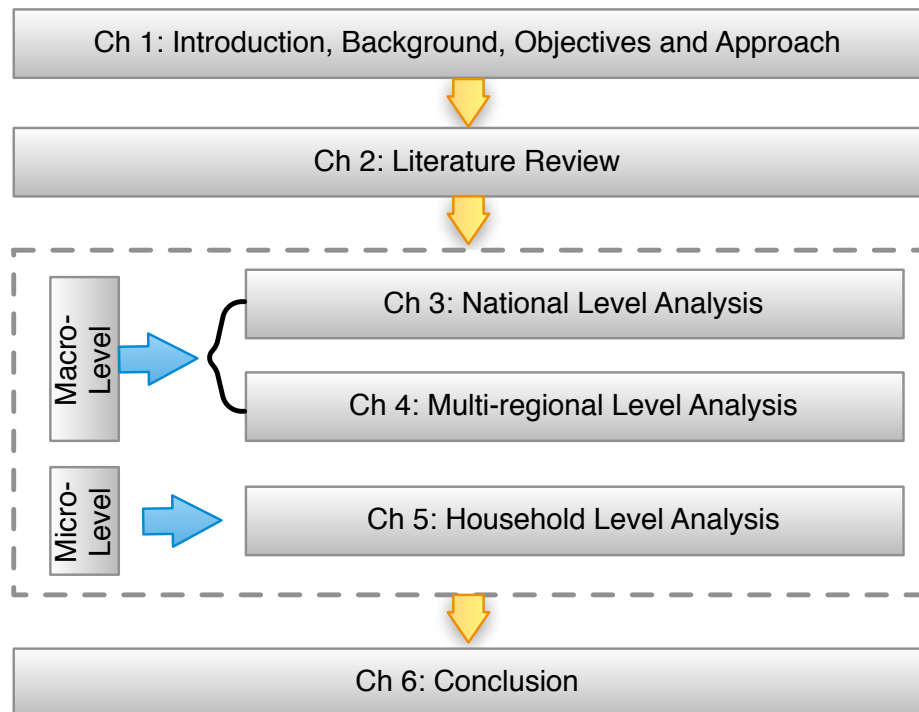 Ch 1: Introduction, Background, Objectives and Approach
Ch 2: Literature Review
Macro-
Level
Ch 3: National Level Analysis
Ch 4: Multi-regional Level Analysis
Micro-
Level
Ch 5: Household Level Analysis
Ch 6: Conclusion